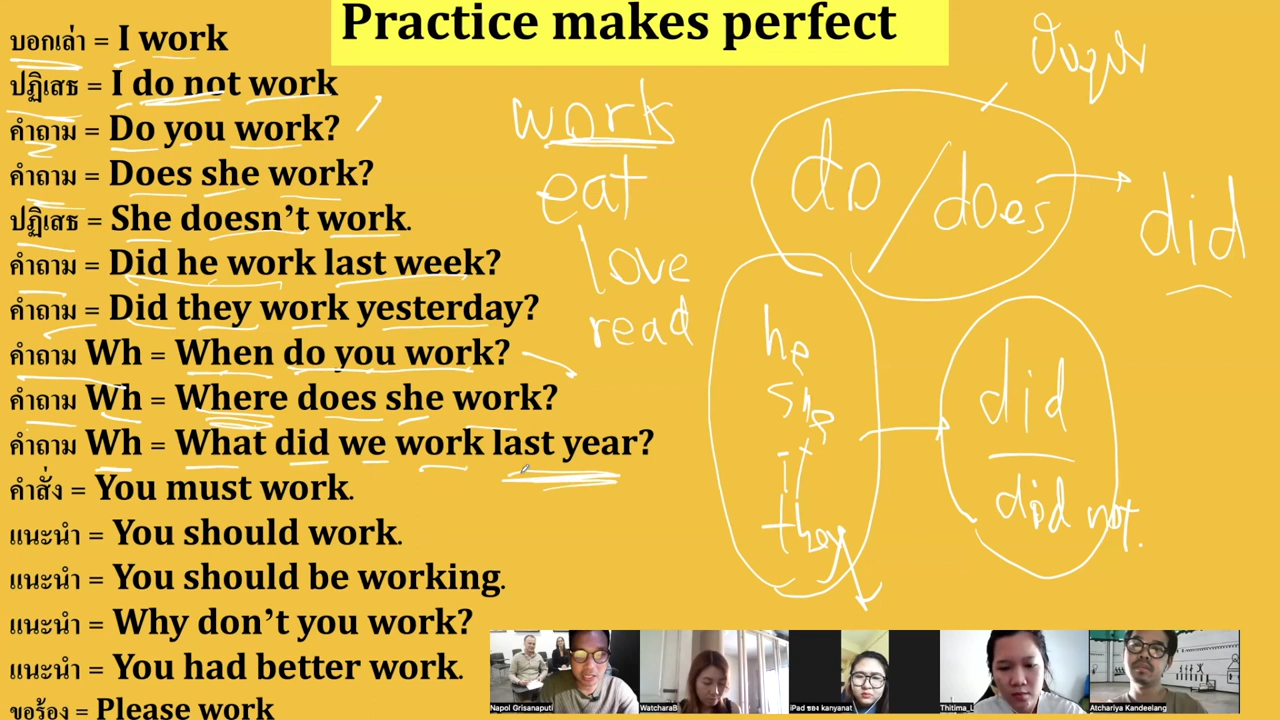 Practice makes perfect
บอกเล่า = I work
ปฏิเสธ = I do not work
คำถาม = Do you work?
คำถาม = Does she work?
ปฏิเสธ = She doesn’t work.
คำถาม = Did he work last week?
คำถาม = Did they work yesterday?
คำถาม Wh = When do you work?
คำถาม Wh = Where does she work?
คำถาม Wh = What did we work last year?
คำสั่ง = You must work.
แนะนำ = You should work.
แนะนำ = You should be working.
แนะนำ = Why don’t you work?
แนะนำ = You had better work.
ขอร้อง = Please work
work
eat
love
read
do/does
did
he
she
it
they
did
did not.
Napol Grisanaputi
WatcharaB
iPad ของ kanyanat
Thitima_L
Atchariya Kandeelang